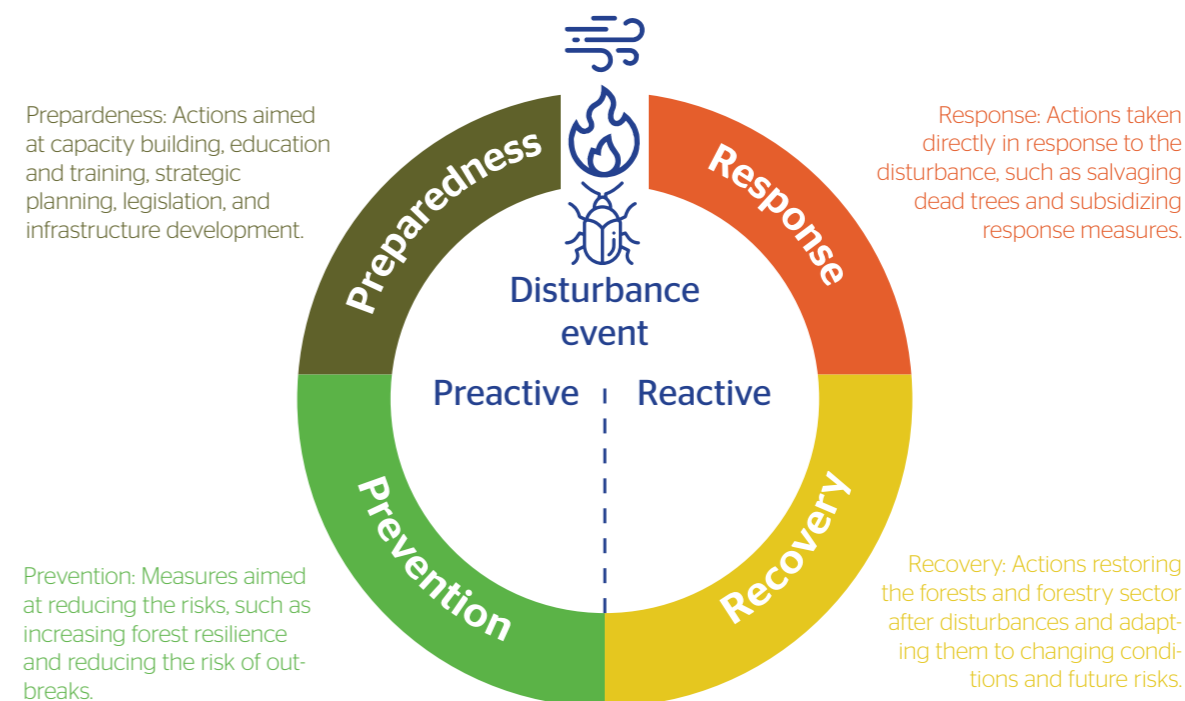 Prepardeness: Actions aimed
at capacity building, education
and training, strategic
planning, legislation, and
infrastructure development.
Preparedness
Response
Response: Actions taken
directly in response to the
disturbance, such as salvaging
dead trees and subsidizing
response measures.
Disturbance
event
Preactive
Reactive
Prevention
Recovery
Prevention: Measures aimed
at reducing the risks, such as
increasing forest resilience
and reducing the risk of out-
breaks.
Recovery: Actions restoring
the forests and forestry sector
after disturbances and adapt-
ing them to changing condi-
tions and future risks.